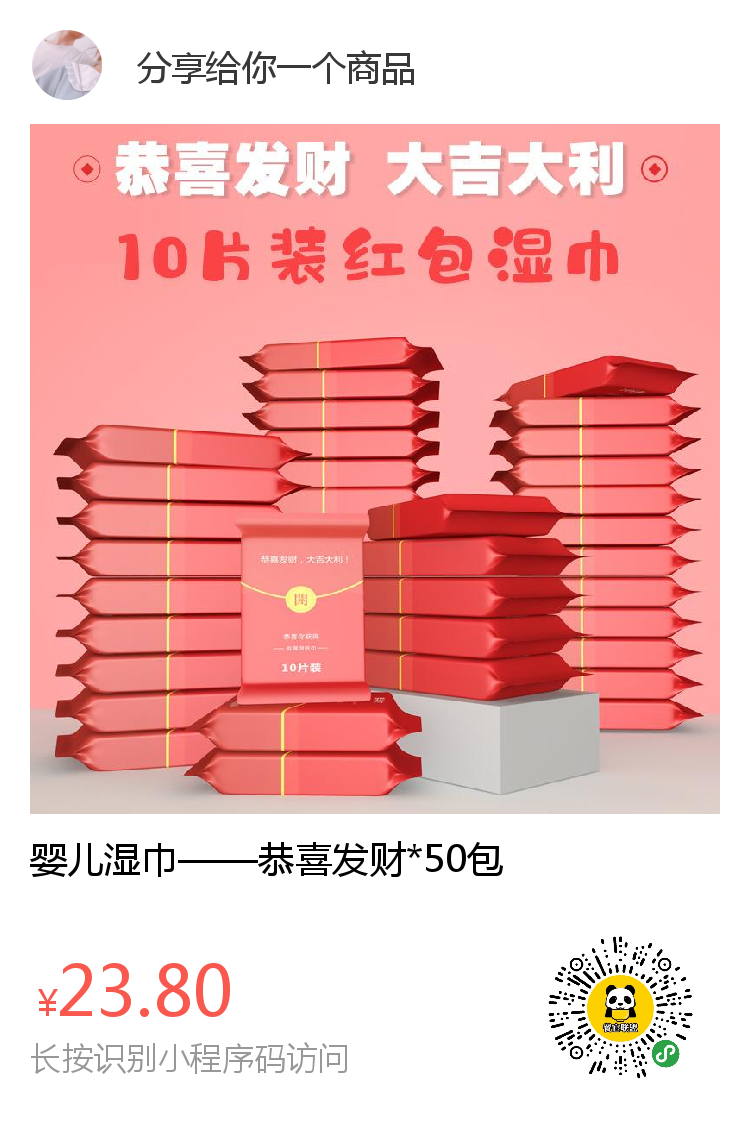 分享给你一个商品
恭喜发财 大吉大利
10片装红包湿巾
恭喜发财，大吉大利！
開
10片装
婴儿湿巾——恭喜发财*50包
¥23.80
长按识别小程序码访问